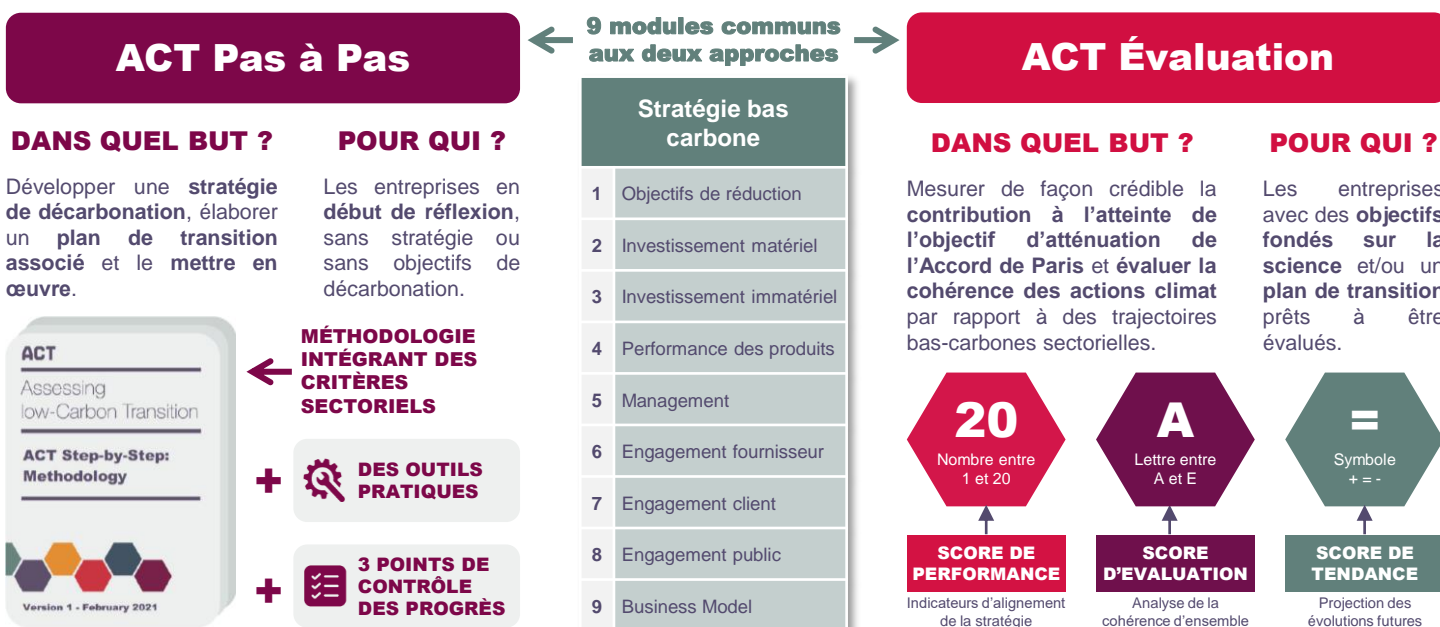 ACT Pas à Pas
DANS QUEL BUT ?
Développer une stratégie
de décarbonation, élaborer
un plan de transition
associé et le mettre en
œuvre.
POUR QUI ?
Les entreprises en
début de réflexion,
sans stratégie ou
sans objectifs de
décarbonation.
ACT
Assessing
low-Carbon Transition
ACT Step-by-Step:
Methodology
Version 1 - February 2021
MÉTHODOLOGIE
INTÉGRANT DES
CRITÈRES
SECTORIELS
+
DES OUTILS
PRATIQUES
+
3 POINTS DE
CONTRÔLE
DES PROGRÈS
9 modules communs
aux deux approches
Stratégie bas
carbone
1 Objectifs de réduction
2 Investissement matériel
3 Investissement immatériel
4 Performance des produits
5 Management
6 Engagement fournisseur
7 Engagement client
8 Engagement public
9 Business Model
ACT Évaluation
DANS QUEL BUT ?
Mesurer de façon crédible la
contribution à l'atteinte de
l'objectif d'atténuation de
l'Accord de Paris et évaluer la
cohérence des actions climat
par rapport à des trajectoires
bas-carbones sectorielles.
POUR QUI ?
Les entreprises
avec des objectifs
fondés sur la
science et/ou un
plan de transition
prêts à être
évalués.
20
Nombre entre
1 et 20
SCORE DE
PERFORMANCE
Indicateurs d'alignement
de la stratégie
A
Lettre entre
A et E
SCORE
D'EVALUATION
Analyse de la
cohérence d'ensemble
=
Symbole
+ = -
SCORE DE
TENDANCE
Projection des
évolutions futures